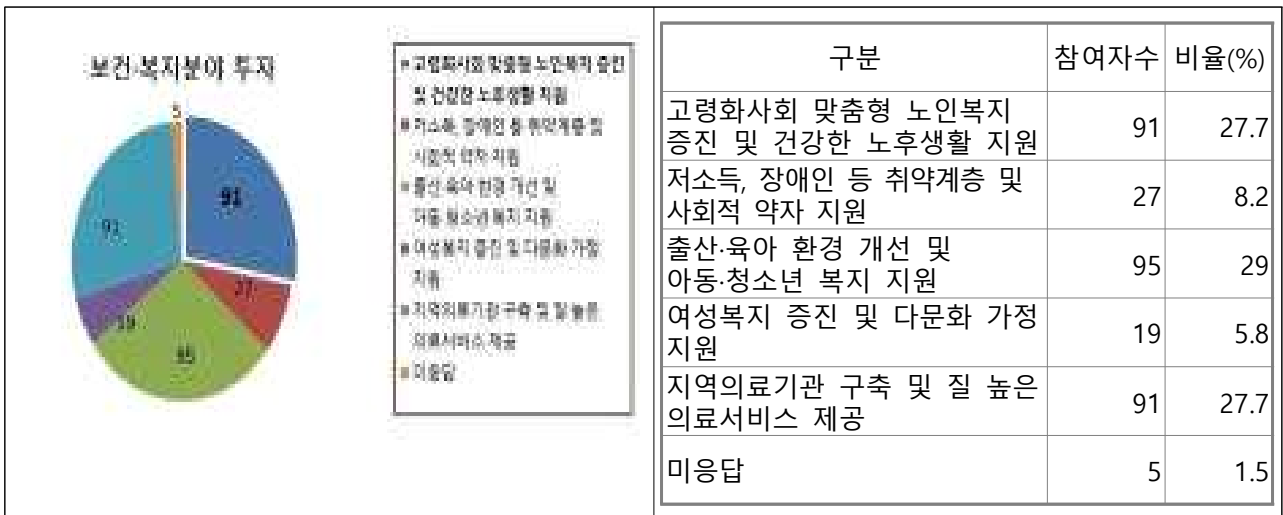 보건·복지분야 투자
5
91
27
95
19
91
고령화사회 맞춤형 노인복지 증진
및 건강한 노후생활 지원
저소득, 장애인 등 취약계층 및
사회적 약자 지원
출산·육아 환경 개선 및
아동·청소년 복지 지원
여성복지 증진 및 다문화 가정
지원
지역의료기관 구축 및 질 높은
의료서비스 제공
미응답
구분 참여자수 비율(%)
고령화사회 맞춤형 노인복지
증진 및 건강한 노후생활 지원 91 27.7
저소득, 장애인 등 취약계층 및
사회적 약자 지원 27 8.2
출산·육아 환경 개선 및
아동·청소년 복지 지원 95 29
여성복지 증진 및 다문화 가정
지원 19 5.8
지역의료기관 구축 및 질 높은
의료서비스 제공 91 27.7
미응답 5 1.5